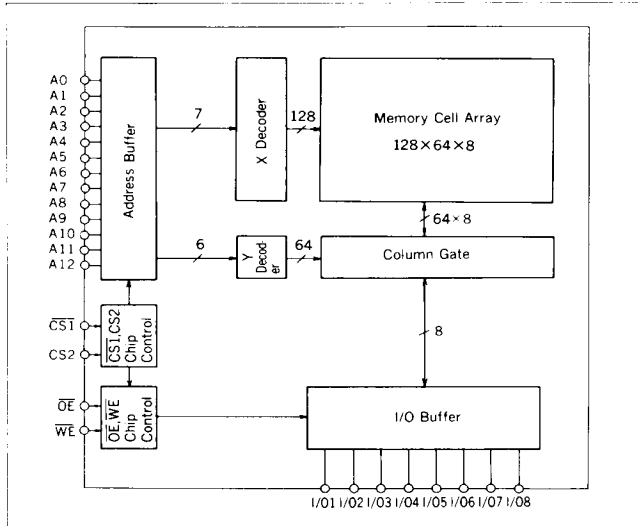 A0
A1
A2
A3
A4
A5
A6
A7
A8
A9
A10
A11
A12
Address Buffer
7
X Decoder
128
Memory Cell Array
128×64×8
64×8
6
Y Decod-
er
64
Column Gate
CS1
CS2
CS1,CS2
Chip
Control
8
OE
WE
OE,WE
Chip
Control
I/O Buffer
I/O1 I/O2 I/O3 I/O4 I/O5 I/O6 I/O7 I/O8